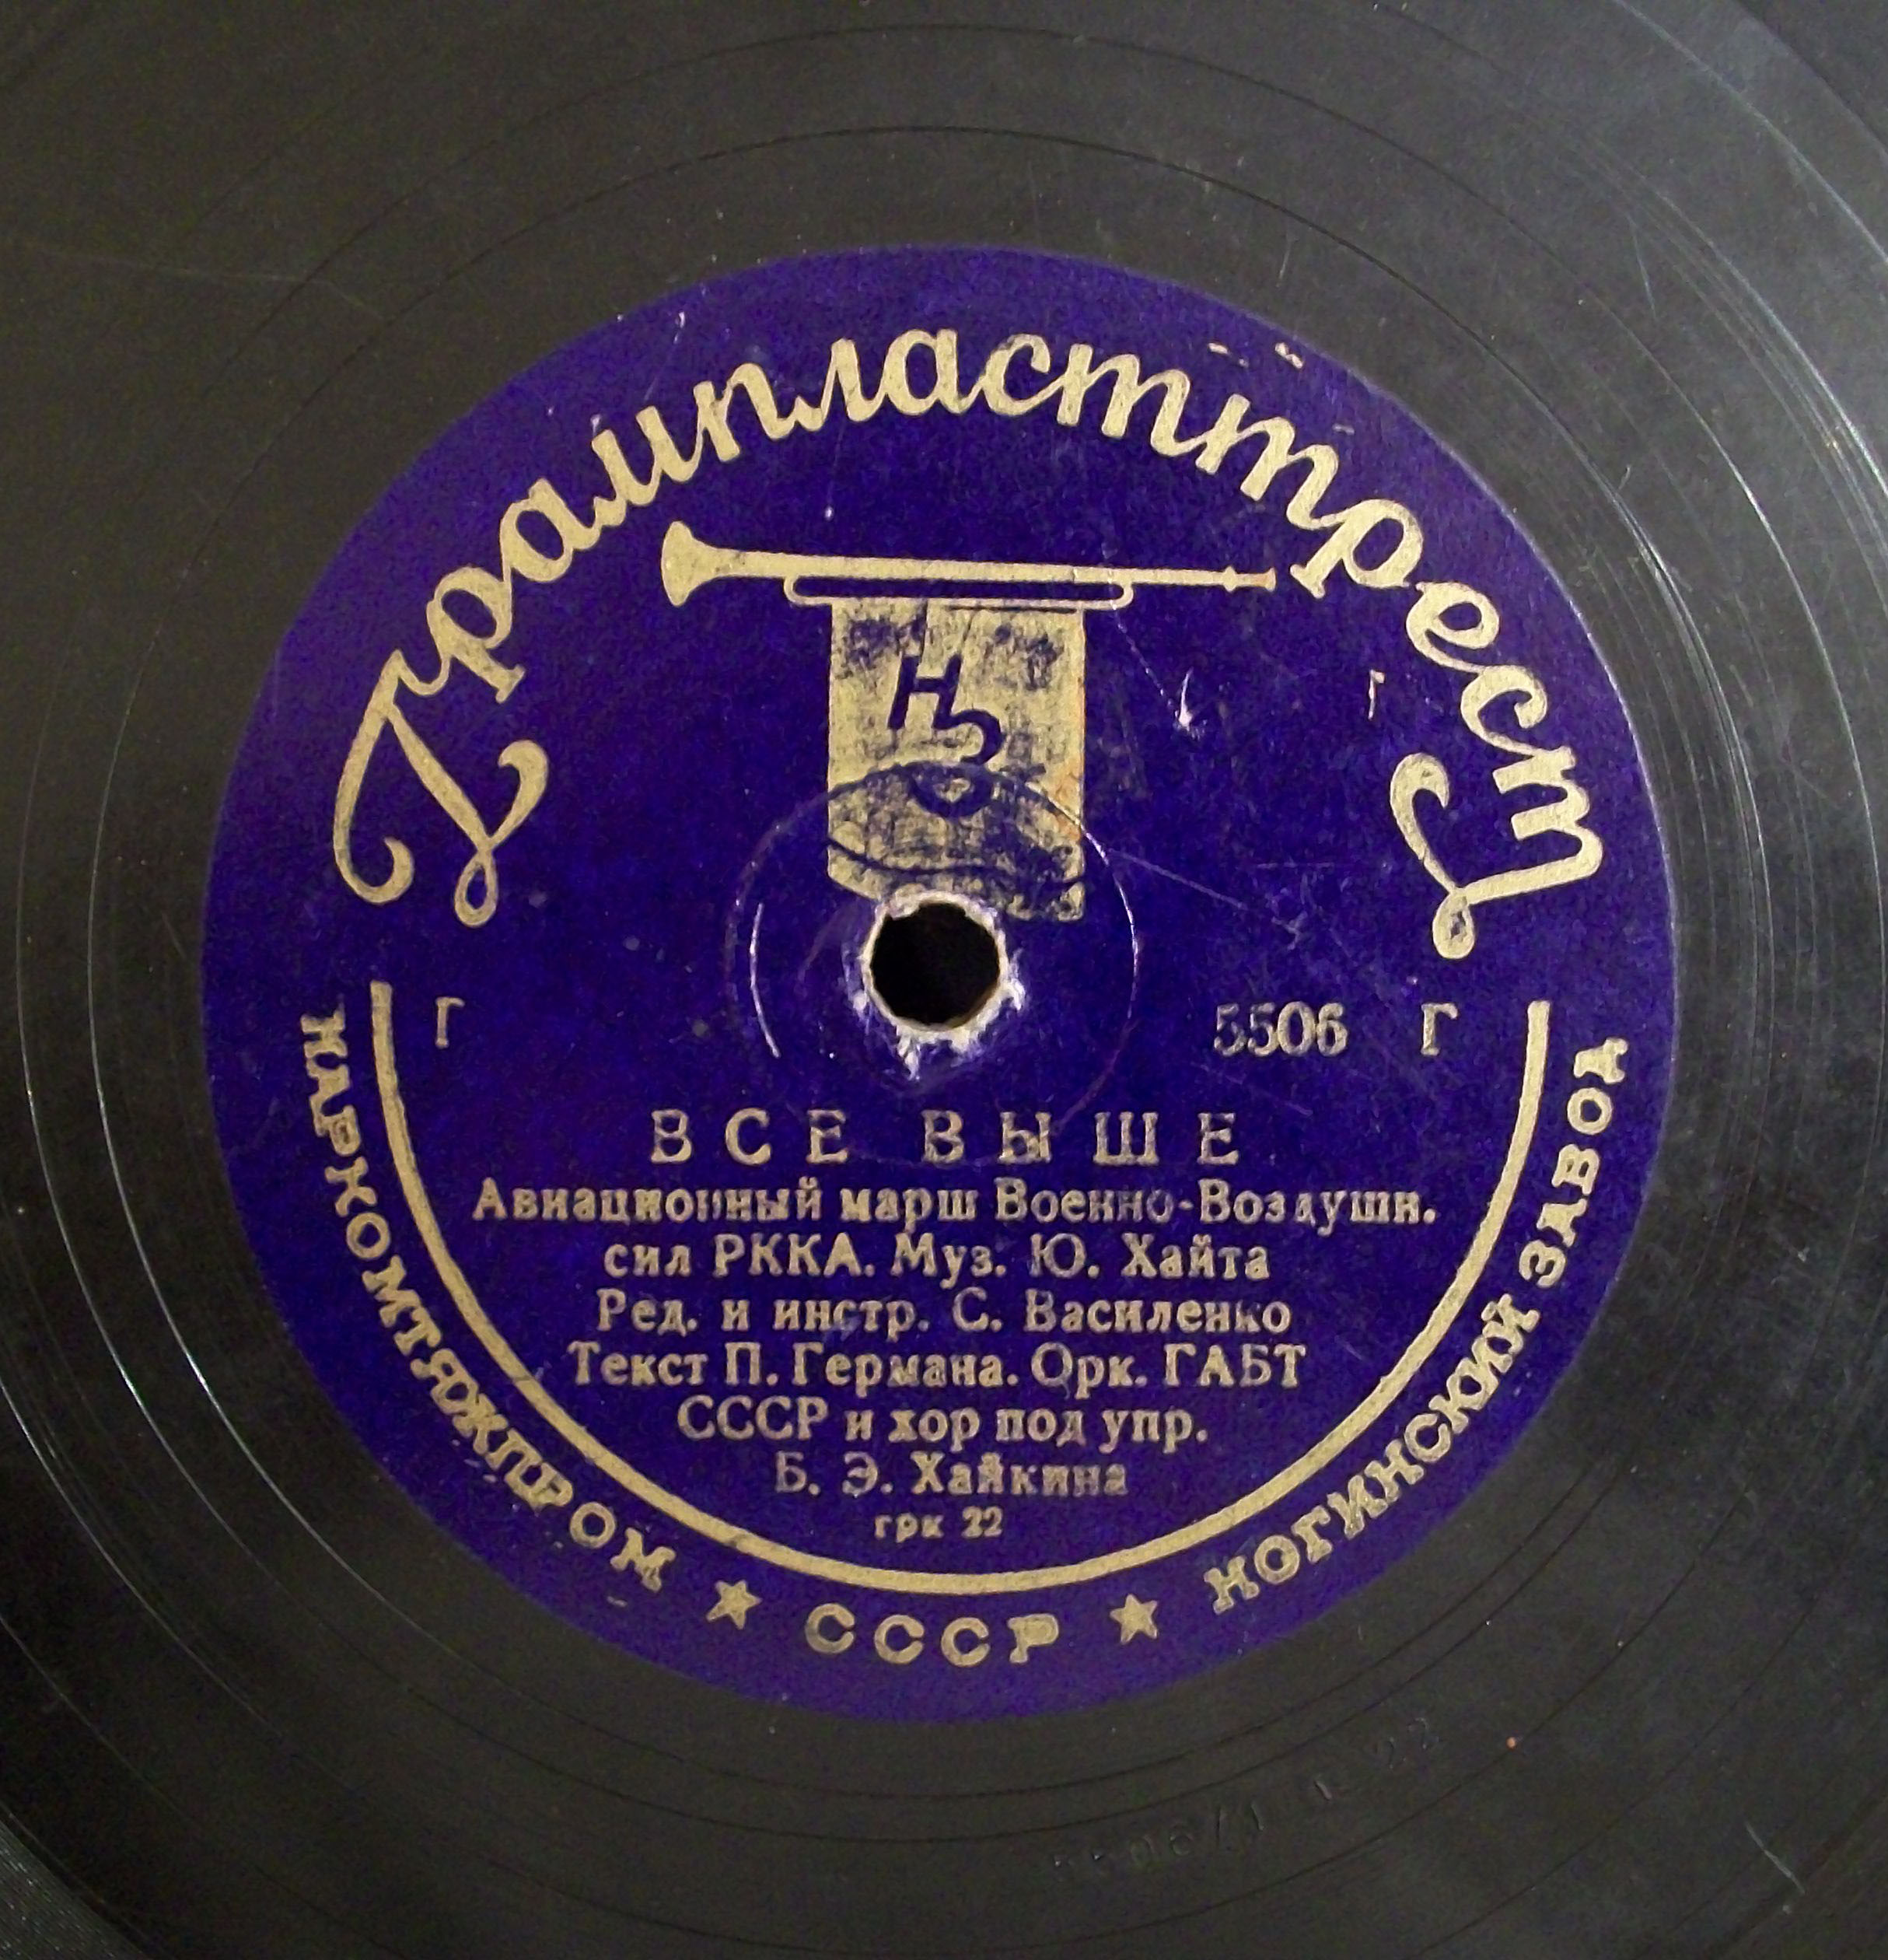 Грампласттрест
НЗ
Г 5506 Г
ВСЕ ВЫШЕ
Авиационный марш Военно-Воздушн.
сил РККА. Муз. Ю. Хайта
Ред. и инстр. С. Василенко
Текст П. Германа. Орк. ГАБТ
СССР и хор под упр.
Б. Э. Хайкина
грк 22
НАРКОМТЯЖПРОМ ★ СССР ★ НОГИНСКИЙ ЗАВОД